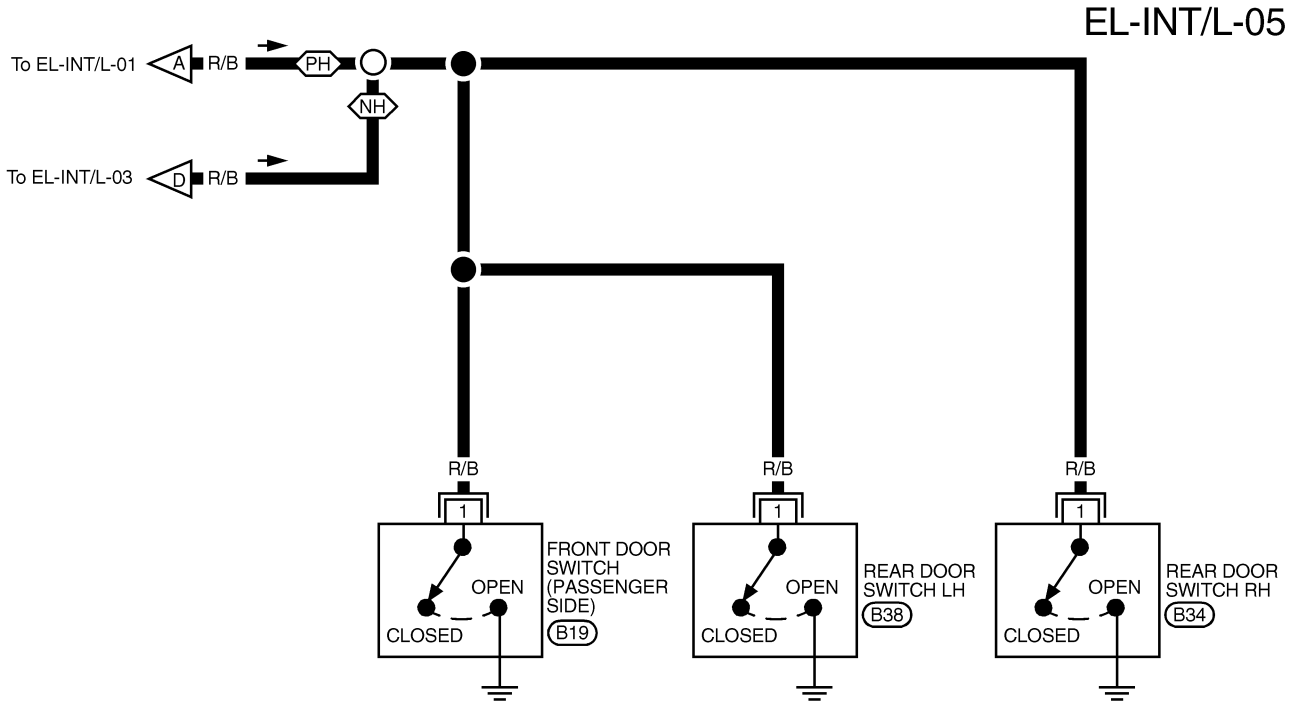 EL-INT/L-05
To EL-INT/L-01
A
R/B
PH
NH
To EL-INT/L-03
D
R/B
R/B
R/B
R/B
1
1
1
FRONT DOOR
SWITCH
(PASSENGER
SIDE)
B19
OPEN
CLOSED
REAR DOOR
SWITCH LH
B38
OPEN
CLOSED
REAR DOOR
SWITCH RH
B34
OPEN
CLOSED